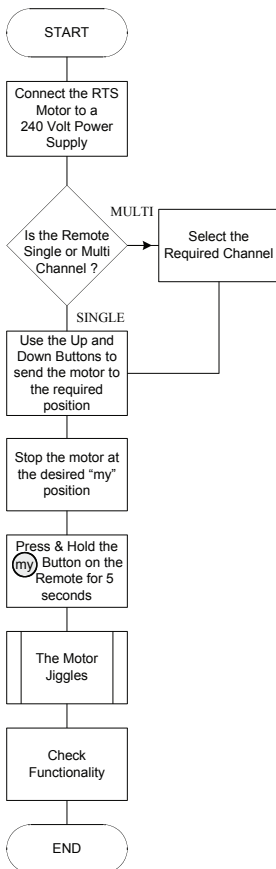 START
Connect the RTS
Motor to a
240 Volt Power
Supply
Is the Remote
Single or Multi
Channel ?
MULTI
Select the
Required Channel
SINGLE
Use the Up and
Down Buttons to
send the motor to
the required
position
Stop the motor at
the desired “my”
position
Press & Hold the
my Button on the
Remote for 5
seconds
The Motor
Jiggles
Check
Functionality
END